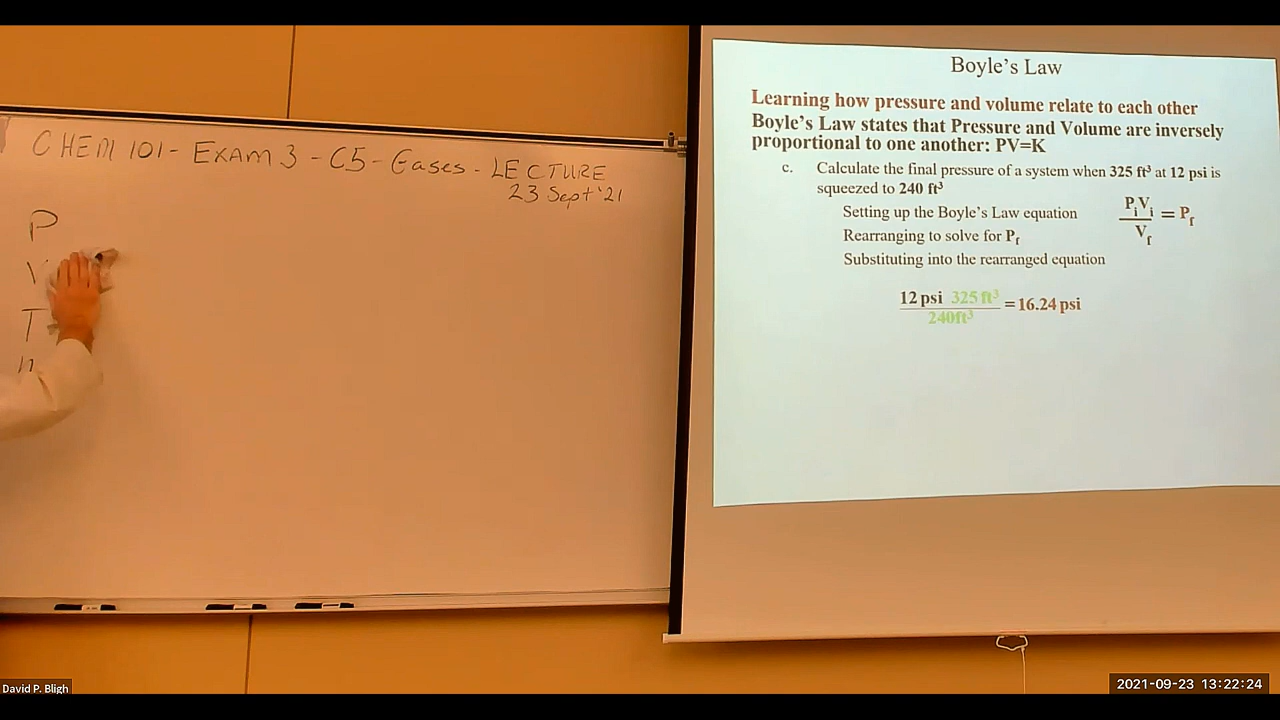 CHEM 101 - Exam 3 - C5 - Gases - LECTURE
23 Sept '21
P
V
T
n
Boyle's Law
Learning how pressure and volume relate to each other
Boyle's Law states that Pressure and Volume are inversely
proportional to one another: PV=K
c. Calculate the final pressure of a system when 325 ft³ at 12 psi is
squeezed to 240 ft³
Setting up the Boyle's Law equation
Rearranging to solve for Pf
Substituting into the rearranged equation
PiVi
= Pf
Vf
12 psi 325 ft³
= 16.24 psi
240ft³
David P. Bligh
2021-09-23 13:22:24